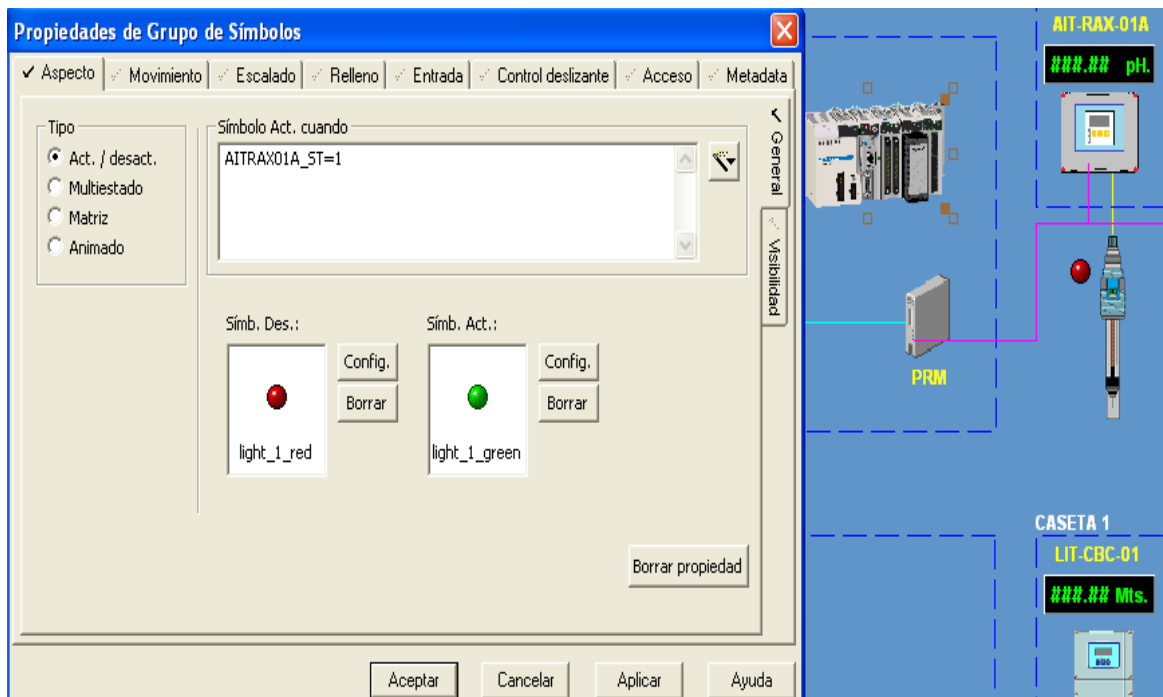 Propiedades de Grupo de Símbolos
Aspecto
Movimiento
Escalado
Relleno
Entrada
Control deslizante
Acceso
Metadata
General
Visibilidad
Tipo
Act. / desact.
Multiestado
Matriz
Animado
Símbolo Act. cuando
AITRAX01A_ST=1
Símb. Des.:
light_1_red
Config.
Borrar
Símb. Act.:
light_1_green
Config.
Borrar
Borrar propiedad
Aceptar
Cancelar
Aplicar
Ayuda
AIT-RAX-01A
###.## pH.
PRM
CASETA 1
LIT-CBC-01
###.## Mts.